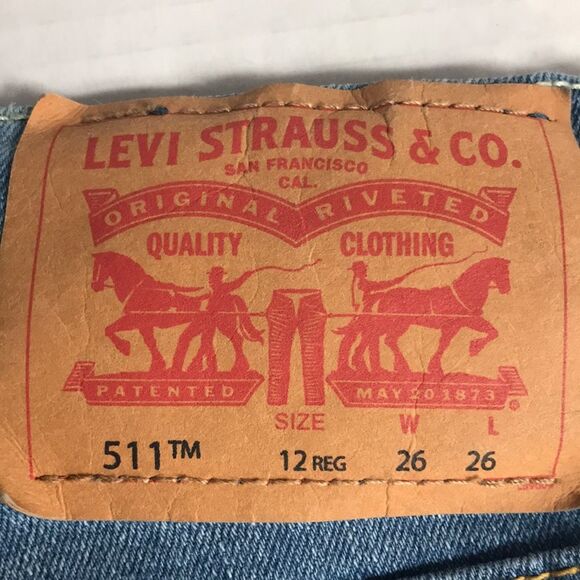 LEVI STRAUSS & CO.
SAN FRANCISCO
CAL.
ORIGINAL RIVETED
QUALITY CLOTHING
PATENTED MAY 20 1873 ®
SIZE W L
511™ 12 REG 26 26